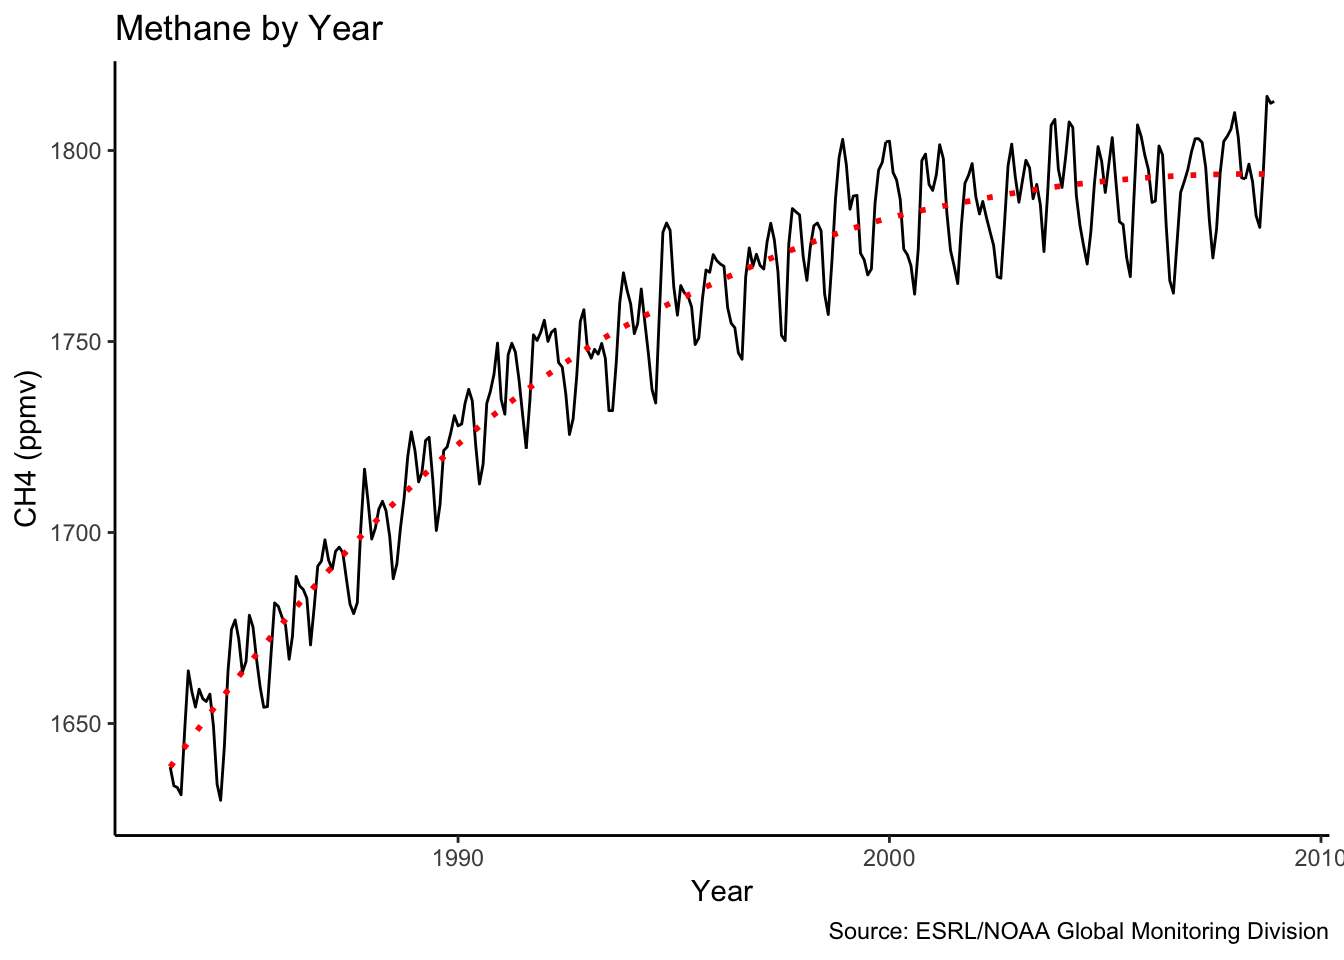 Methane by Year
CH4 (ppmv)
1800
1750
1700
1650
1990
2000
2010
Year
Source: ESRL/NOAA Global Monitoring Division